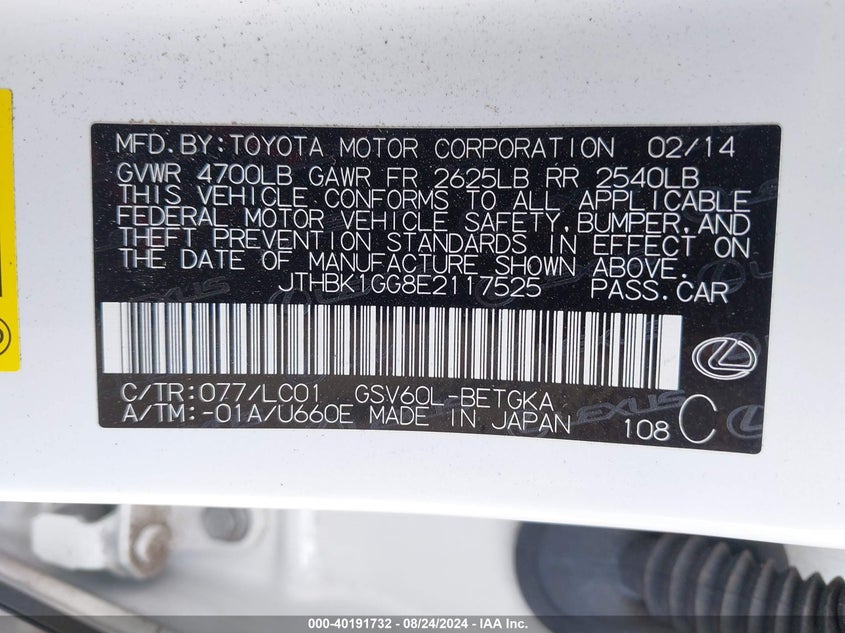 MFD. BY: TOYOTA MOTOR CORPORATION 02/14
GVWR 4700LB GAWR FR 2625LB RR 2540LB
THIS VEHICLE CONFORMS TO ALL APPLICABLE
FEDERAL MOTOR VEHICLE SAFETY, BUMPER, AND
THEFT PREVENTION STANDARDS IN EFFECT ON
THE DATE OF MANUFACTURE SHOWN ABOVE.
JTHBK1GG8E2117525 PASS. CAR
C/TR: 077/LC01 GSV60L-BETGKA
A/TM: -01A/U660E MADE IN JAPAN 108 C
LEXUS
000-40191732 - 08/24/2024 - IAA Inc.